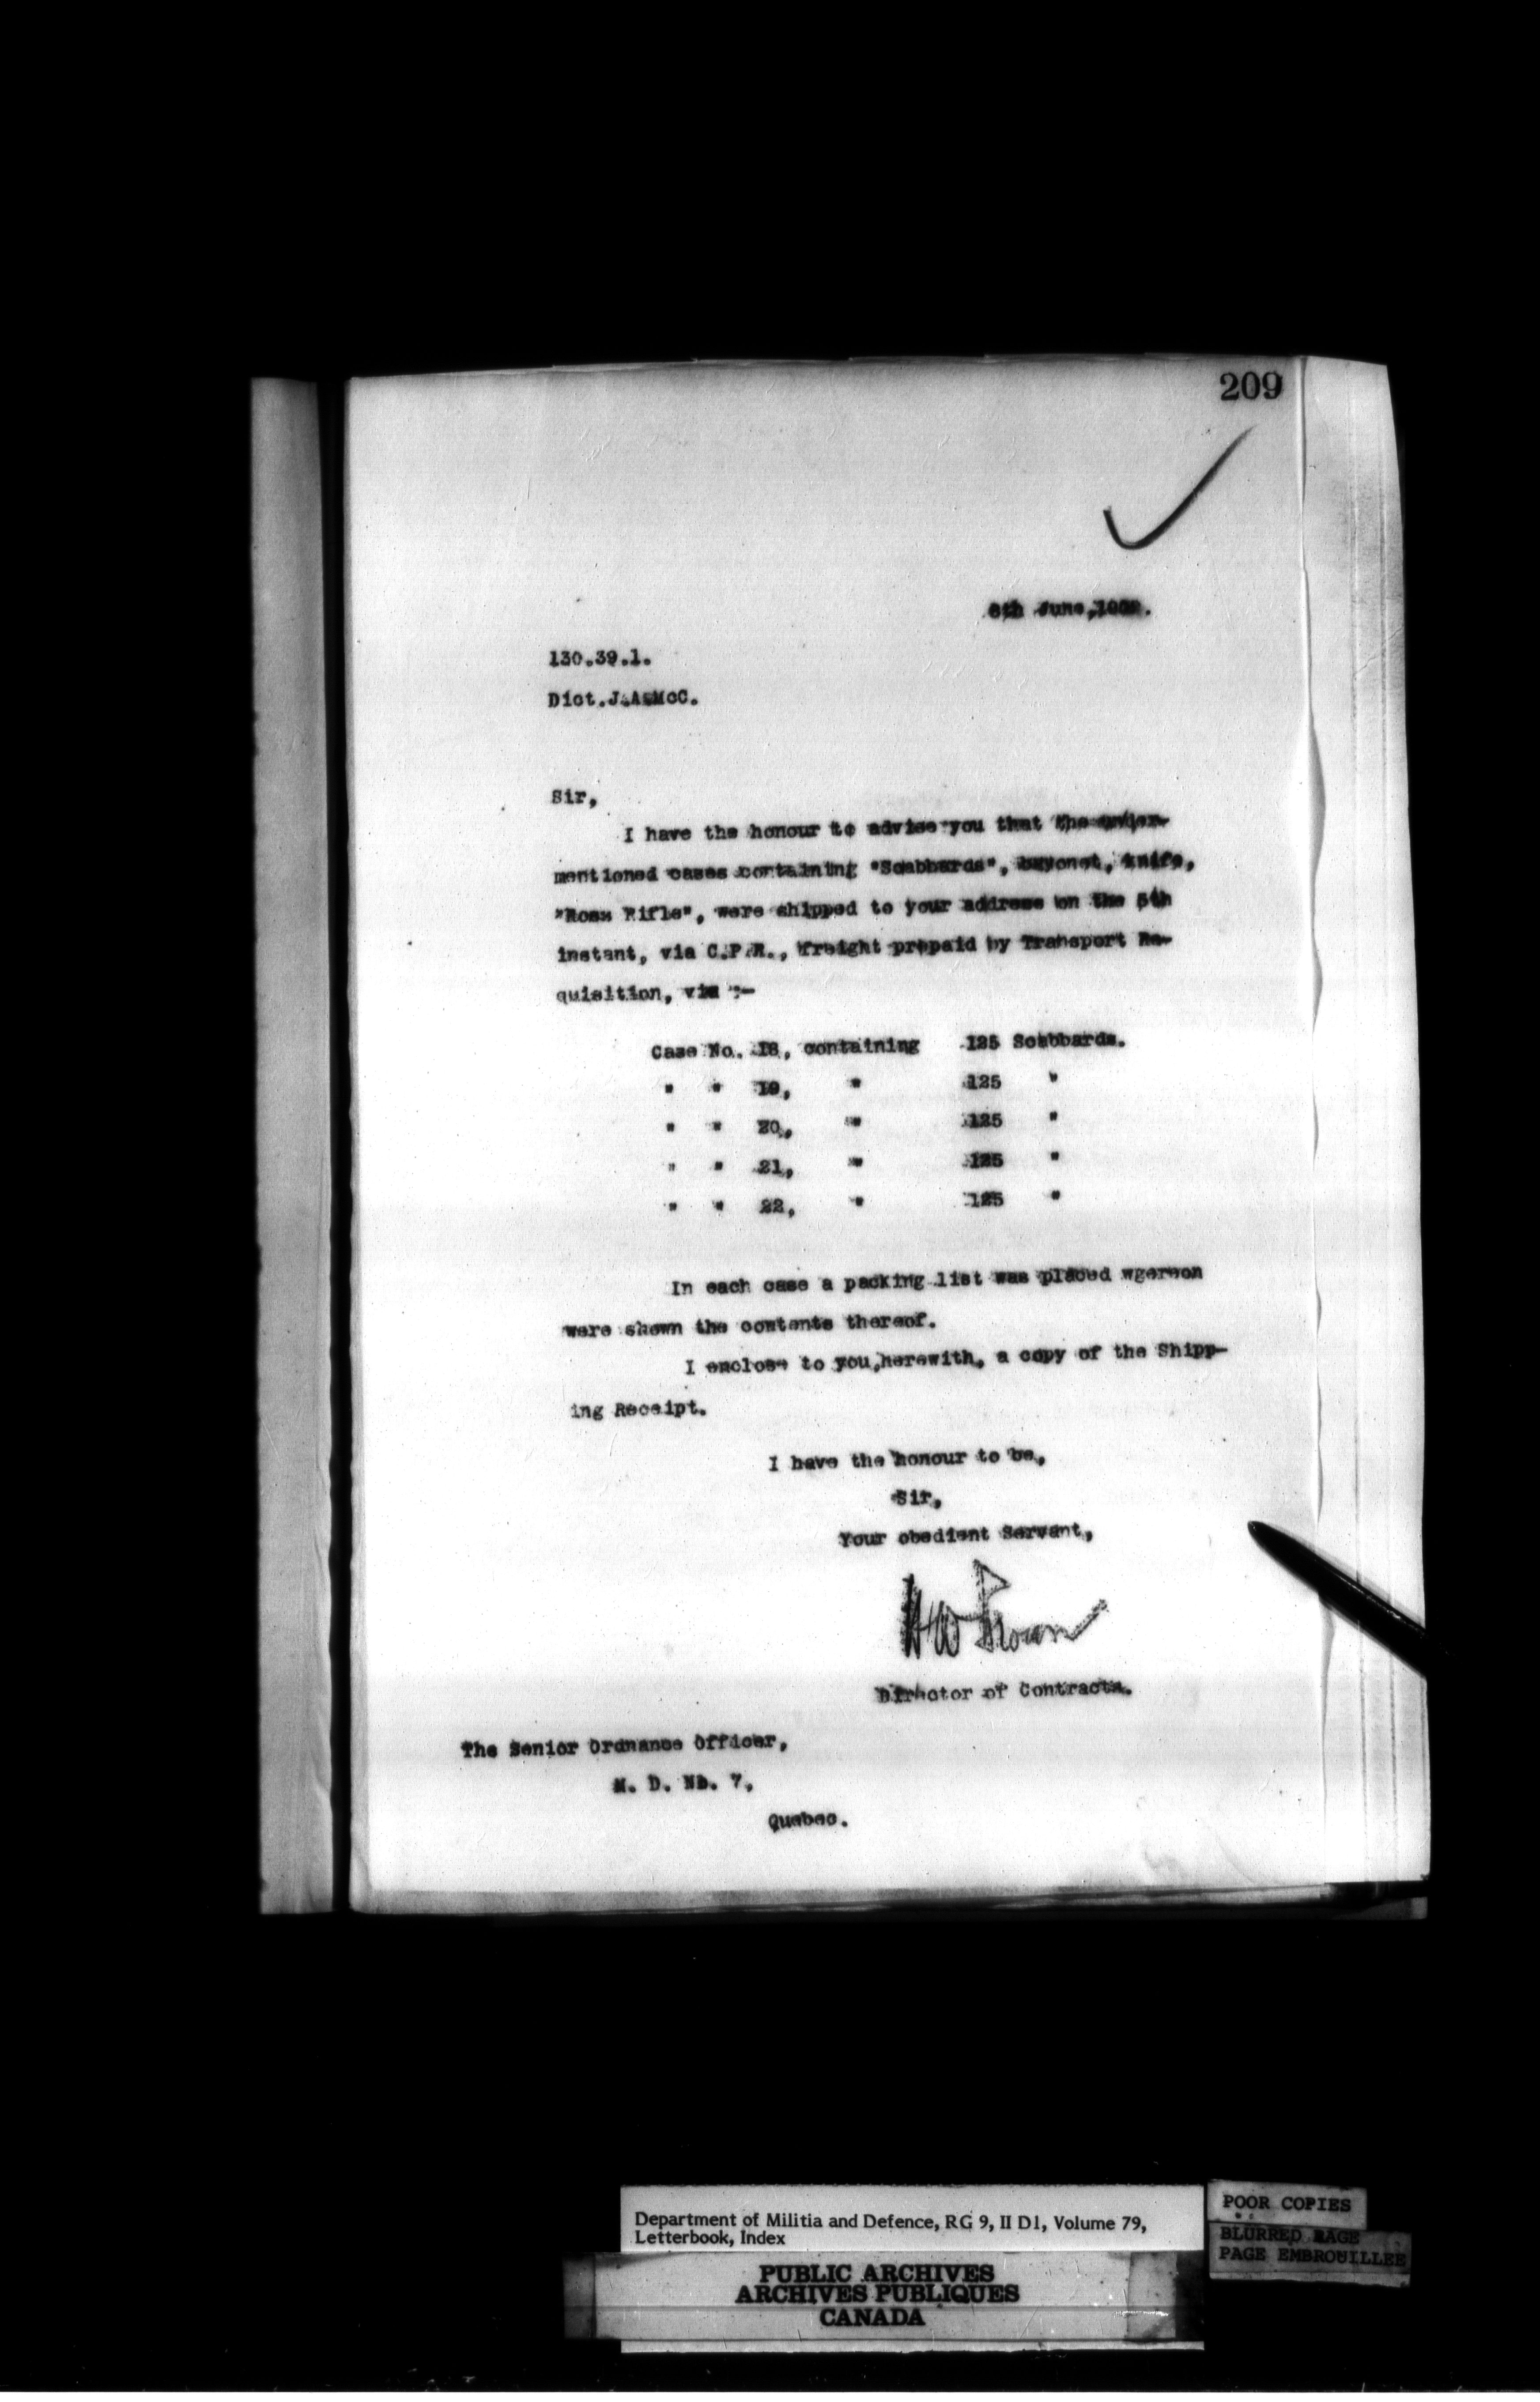 209
8th June,
130.39.1.
Dict.J.A.McC.
Sir,
I have the honour to advise you that the under-
mentioned cases containing "Scabbards", bayonet, knife,
"Ross Rifle", were shipped to your address on the 5th
instant, via C.P.R., freight prepaid by Transport Re-
quisition, viz :-
Case No. 18, containing 125 Scabbards.
" " 19, " 125 "
" " 20, " 125 "
" " 21, " 125 "
" " 22, " 125 "
In each case a packing list was placed wgereon
were shown the contents thereof.
I enclose to you,herewith, a copy of the Shipp-
ing Receipt.
I have the honour to be,
Sir,
Your obedient Servant,
HW Brown
Director of Contracts.
The Senior Ordnance Officer,
M. D. No. 7,
Quebec.
Department of Militia and Defence, RG 9, II D1, Volume 79,
Letterbook, Index
POOR COPIES
BLURRED PAGE
PAGE EMBROUILLEE
PUBLIC ARCHIVES
ARCHIVES PUBLIQUES
CANADA